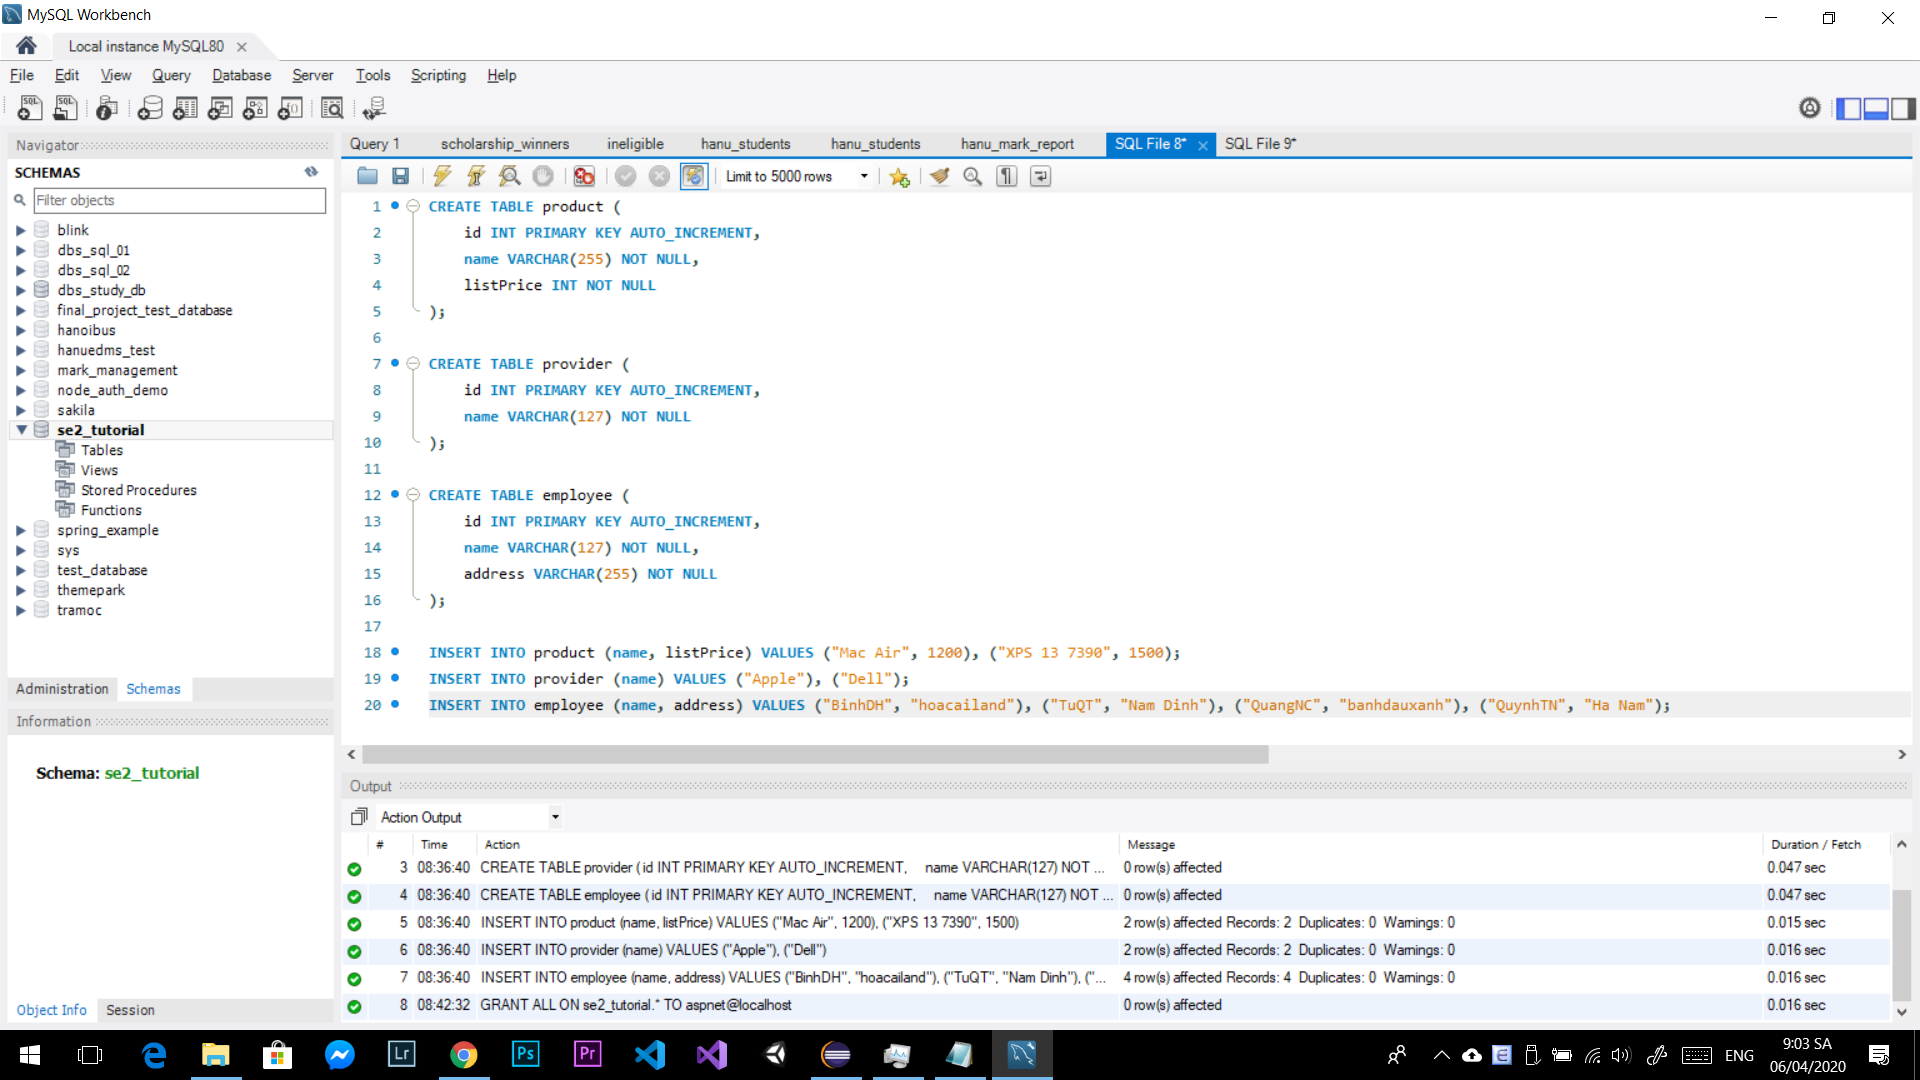 MySQL Workbench
Local instance MySQL80
File Edit View Query Database Server Tools Scripting Help
Navigator
SCHEMAS
Filter objects
blink
dbs_sql_01
dbs_sql_02
dbs_study_db
final_project_test_database
hanoibus
hanuedms_test
mark_management
node_auth_demo
sakila
se2_tutorial
Tables
Views
Stored Procedures
Functions
spring_example
sys
test_database
themepark
tramoc
Administration Schemas
Information
Schema: se2_tutorial
Object Info Session
Query 1 scholarship_winners ineligible hanu_students hanu_students hanu_mark_report SQL File 8* SQL File 9*
Limit to 5000 rows
1 CREATE TABLE product (
2 id INT PRIMARY KEY AUTO_INCREMENT,
3 name VARCHAR(255) NOT NULL,
4 listPrice INT NOT NULL
5 );
6
7 CREATE TABLE provider (
8 id INT PRIMARY KEY AUTO_INCREMENT,
9 name VARCHAR(127) NOT NULL
10 );
11
12 CREATE TABLE employee (
13 id INT PRIMARY KEY AUTO_INCREMENT,
14 name VARCHAR(127) NOT NULL,
15 address VARCHAR(255) NOT NULL
16 );
17
18 INSERT INTO product (name, listPrice) VALUES ("Mac Air", 1200), ("XPS 13 7390", 1500);
19 INSERT INTO provider (name) VALUES ("Apple"), ("Dell");
20 INSERT INTO employee (name, address) VALUES ("BinhDH", "hoacailand"), ("TuQT", "Nam Dinh"), ("QuangNC", "banhdauxanh"), ("QuynhTN", "Ha Nam");
Output
Action Output
# Time Action Message Duration / Fetch
3 08:36:40 CREATE TABLE provider ( id INT PRIMARY KEY AUTO_INCREMENT, name VARCHAR(127) NOT ... 0 row(s) affected 0.047 sec
4 08:36:40 CREATE TABLE employee ( id INT PRIMARY KEY AUTO_INCREMENT, name VARCHAR(127) NOT ... 0 row(s) affected 0.047 sec
5 08:36:40 INSERT INTO product (name, listPrice) VALUES ("Mac Air", 1200), ("XPS 13 7390", 1500) 2 row(s) affected Records: 2 Duplicates: 0 Warnings: 0 0.015 sec
6 08:36:40 INSERT INTO provider (name) VALUES ("Apple"), ("Dell") 2 row(s) affected Records: 2 Duplicates: 0 Warnings: 0 0.016 sec
7 08:36:40 INSERT INTO employee (name, address) VALUES ("BinhDH", "hoacailand"), ("TuQT", "Nam Dinh"), ("... 4 row(s) affected Records: 4 Duplicates: 0 Warnings: 0 0.016 sec
8 08:42:32 GRANT ALL ON se2_tutorial.* TO aspnet@localhost 0 row(s) affected 0.016 sec
Lr Ps Pr ENG 9:03 SA
06/04/2020